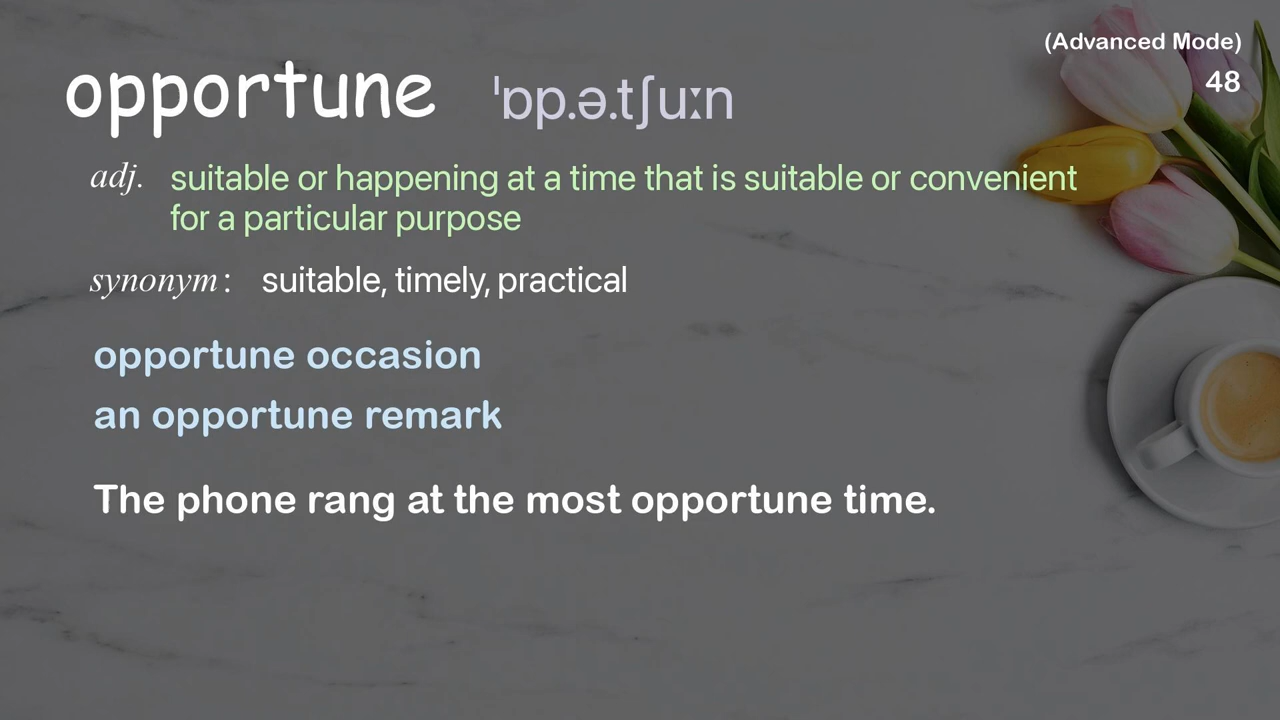 (Advanced Mode)
48
opportune ˈɒp.ə.tʃuːn
adj. suitable or happening at a time that is suitable or convenient
for a particular purpose
synonym: suitable, timely, practical
opportune occasion
an opportune remark
The phone rang at the most opportune time.